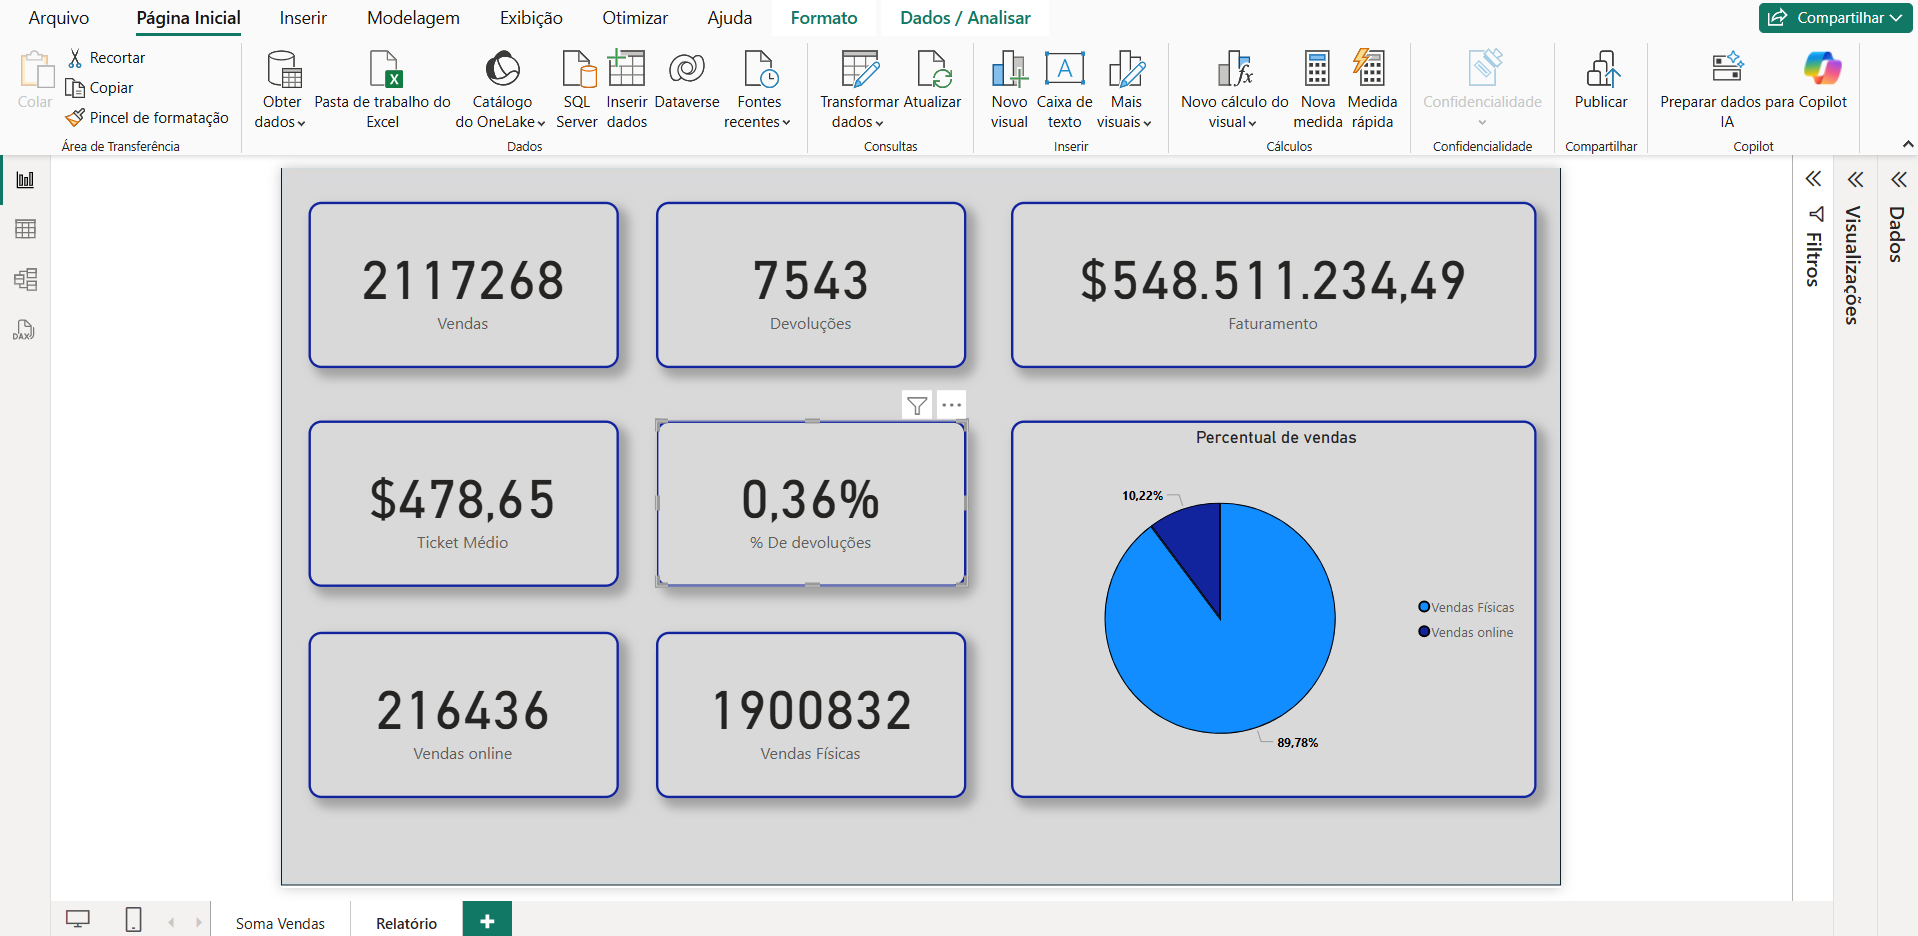 Arquivo
Página Inicial
Inserir
Modelagem
Exibição
Otimizar
Ajuda
Formato
Dados / Analisar
Compartilhar
Colar
Recortar
Copiar
Pincel de formatação
Área de Transferência
Obter
dados
Pasta de trabalho do
Excel
Catálogo
do OneLake
SQL
Server
Inserir
dados
Dataverse
Fontes
recentes
Dados
Transformar
dados
Atualizar
Consultas
Novo
visual
Caixa de
texto
Mais
visuais
Inserir
Novo cálculo do
visual
Nova
medida
Medida
rápida
Cálculos
Confidencialidade
Confidencialidade
Publicar
Compartilhar
Preparar dados para
IA
Copilot
Copilot
DAX
2117268
Vendas
7543
Devoluções
$548.511.234,49
Faturamento
$478,65
Ticket Médio
0,36%
% De devoluções
Percentual de vendas
10,22%
89,78%
Vendas Físicas
Vendas online
216436
Vendas online
1900832
Vendas Físicas
Filtros
Visualizações
Dados
Soma Vendas
Relatório